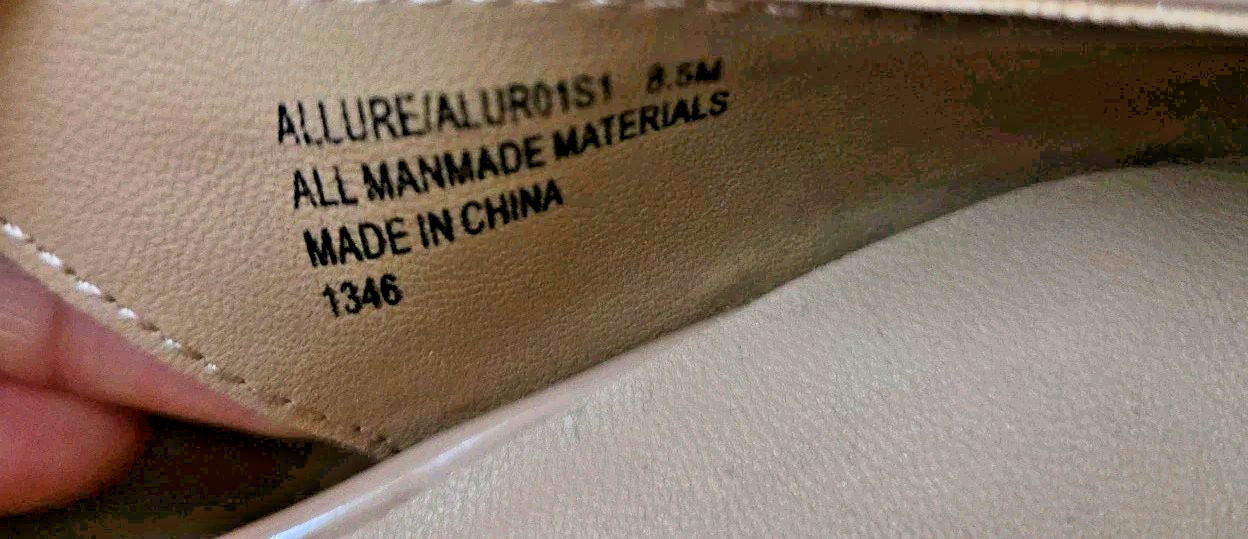 ALLURE/ALUR01S1 8.5M
ALL MANMADE MATERIALS
MADE IN CHINA
1346